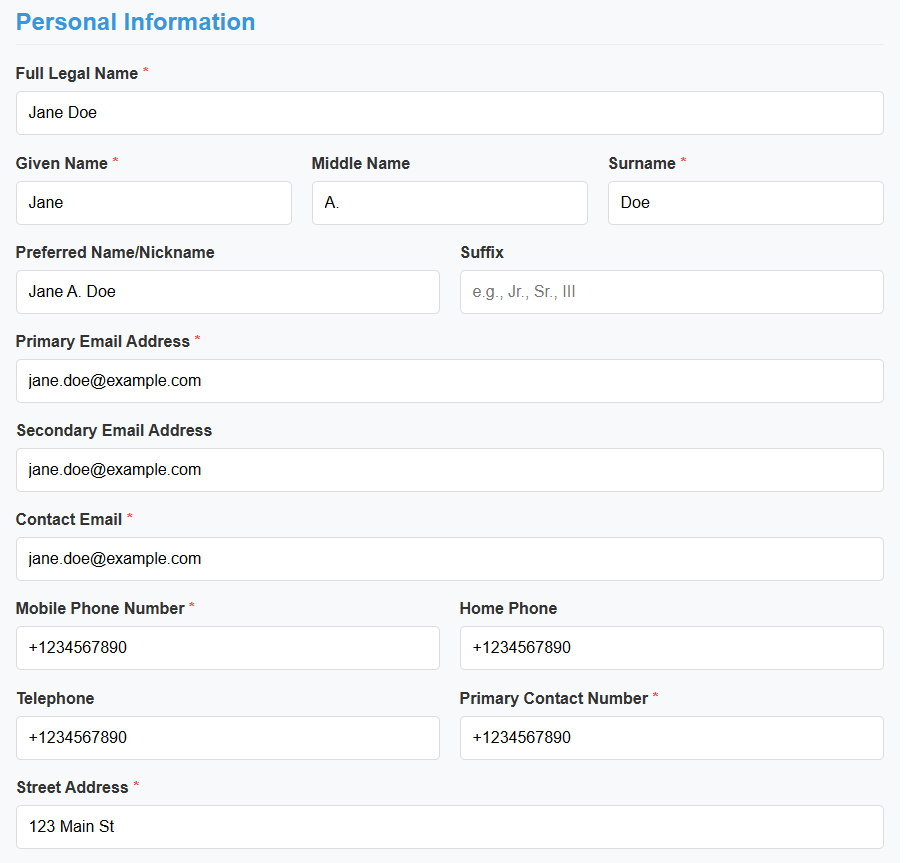 Personal Information
Full Legal Name *
Jane Doe
Given Name * Middle Name Surname *
Jane A. Doe
Preferred Name/Nickname Suffix
Jane A. Doe e.g., Jr., Sr., III
Primary Email Address *
jane.doe@example.com
Secondary Email Address
jane.doe@example.com
Contact Email *
jane.doe@example.com
Mobile Phone Number * Home Phone
+1234567890 +1234567890
Telephone Primary Contact Number *
+1234567890 +1234567890
Street Address *
123 Main St